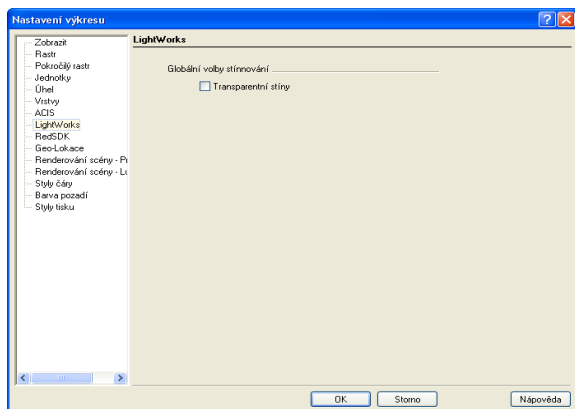 Nastavení výkresu
Zobrazit
Rastr
Pokročilý rastr
Jednotky
Úhel
Vrstvy
ACIS
LightWorks
RedSDK
Geo-Lokace
Renderování scény - Pr
Renderování scény - Lu
Styly čáry
Barva pozadí
Styly tisku
LightWorks
Globální volby stínnování
Transparentní stíny
OK
Storno
Nápověda